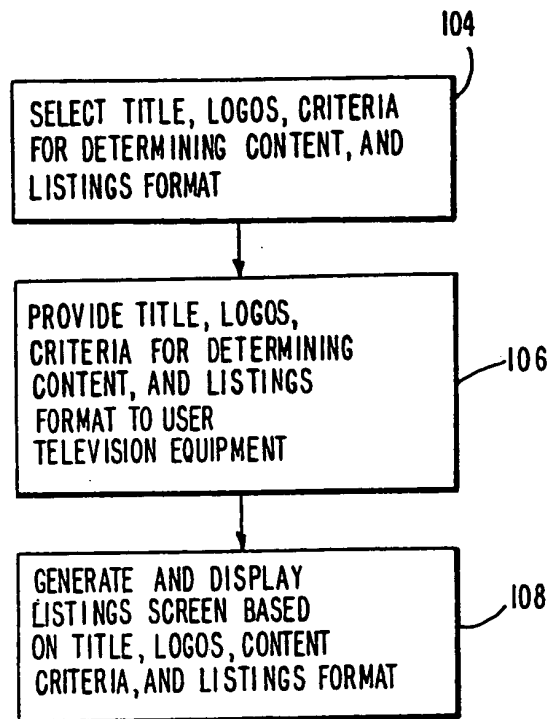 104
SELECT TITLE, LOGOS, CRITERIA
FOR DETERMINING CONTENT, AND
LISTINGS FORMAT
PROVIDE TITLE, LOGOS,
CRITERIA FOR DETERMINING
CONTENT, AND LISTINGS
FORMAT TO USER
TELEVISION EQUIPMENT
106
GENERATE AND DISPLAY
LISTINGS SCREEN BASED
ON TITLE, LOGOS, CONTENT
CRITERIA, AND LISTINGS FORMAT
108